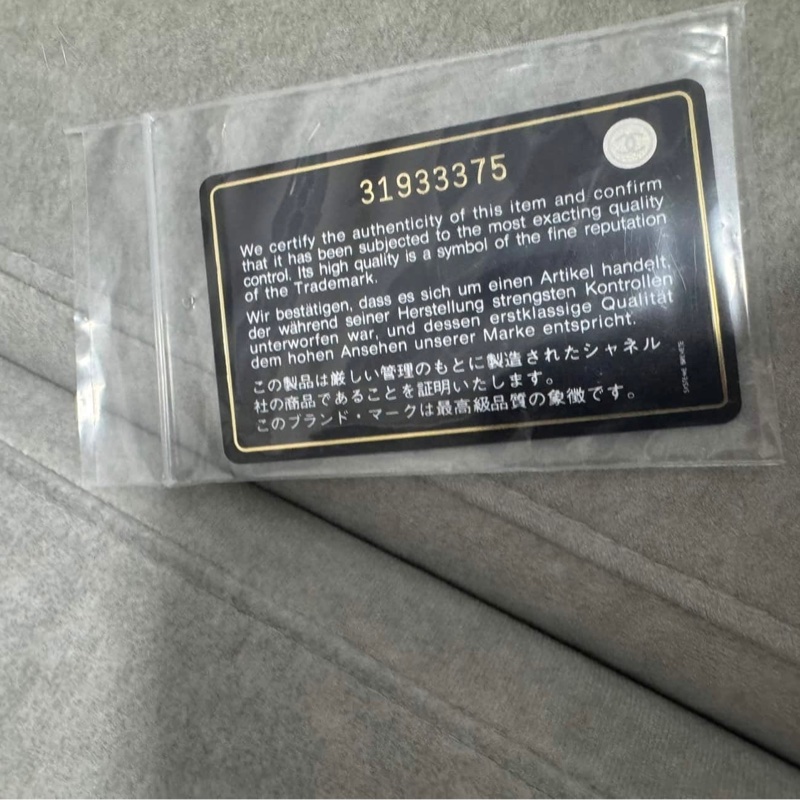 31933375
We certify the authenticity of this item and confirm
that it has been subjected to the most exacting quality
control. Its high quality is a symbol of the fine reputation
of the Trademark.
Wir bestätigen, dass es sich um einen Artikel handelt,
der während seiner Herstellung strengsten Kontrollen
unterworfen war, und dessen erstklassige Qualität
dem hohen Ansehen unserer Marke entspricht.
この製品は厳しい管理のもとに製造されたシャネル
社の商品であることを証明いたします。
このブランド・マークは最高級品質の象徴です。